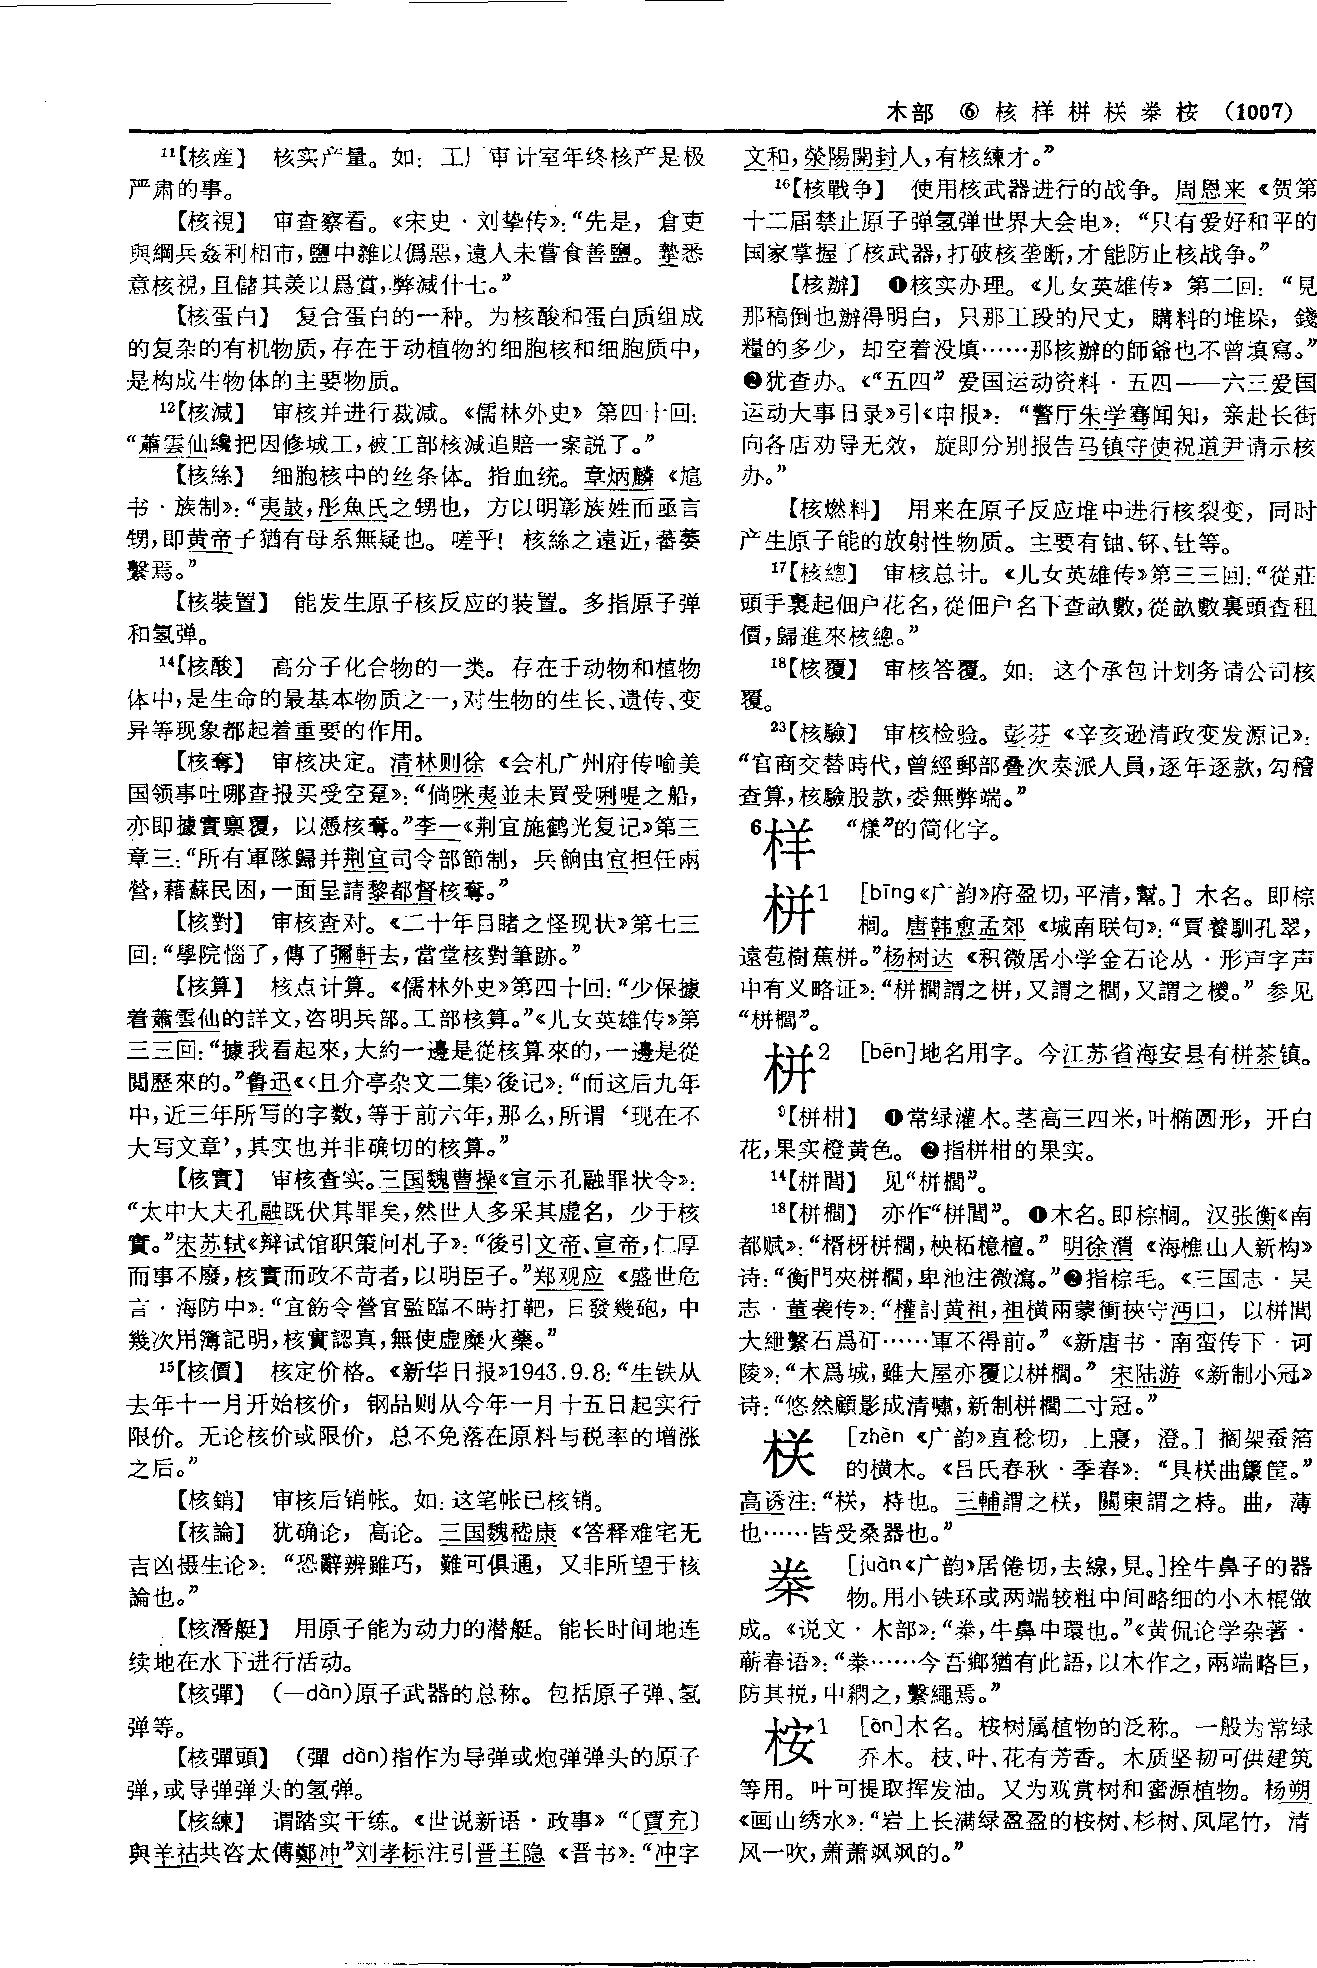 木部 ⑥ 核样栟栚桊桉 (1007)
¹¹【核産】 核实产量。如：工厂审计室年终核产是极
严肃的事。
【核視】 审查察看。《宋史·刘挚传》：“先是，倉吏
與綱兵姦利相市，鹽中雜以僞惡，遠人未嘗食善鹽。摯悉
意核視，且儲其羨以爲賞，弊減什七。”
【核蛋白】 复合蛋白的一种。为核酸和蛋白质组成
的复杂的有机物质，存在于动植物的细胞核和细胞质中，
是构成生物体的主要物质。
¹²【核減】 审核并进行裁减。《儒林外史》第四十回：
“蕭雲仙纔把因修城工，被工部核減追賠一案説了。”
【核絲】 细胞核中的丝条体。指血统。章炳麟《訄
书·族制》：“夷鼓，彤魚氏之甥也，方以明彰族姓而亟言
甥，即黄帝子猶有母系無疑也。嗟乎！核絲之遠近，蕃萎
繫焉。”
【核裝置】 能发生原子核反应的装置。多指原子弹
和氢弹。
¹⁴【核酸】 高分子化合物的一类。存在于动物和植物
体中，是生命的最基本物质之一，对生物的生长、遗传、变
异等现象都起着重要的作用。
【核奪】 审核决定。清林则徐《会札广州府传喻美
国领事吐哪查报买受空趸》：“倘咪夷並未買受𠸄㖷之船，
亦即據實禀覆，以憑核奪。”李一《荆宜施鹤光复记》第三
章三：“所有軍隊歸并荆宜司令部節制，兵餉由宜担任兩
營，藉蘇民困，一面呈請黎都督核奪。”
【核對】 审核查对。《二十年目睹之怪现状》第七三
回：“學院惱了，傳了彌軒去，當堂核對筆跡。”
【核算】 核点计算。《儒林外史》第四十回：“少保據
着蕭雲仙的詳文，咨明兵部。工部核算。”《儿女英雄传》第
三三回：“據我看起來，大約一邊是從核算來的，一邊是從
閲歷來的。”鲁迅《〈且介亭杂文二集〉後记》：“而这后九年
中，近三年所写的字数，等于前六年，那么，所谓‘现在不
大写文章’，其实也并非确切的核算。”
【核實】 审核查实。三国魏曹操《宣示孔融罪状令》：
“太中大夫孔融既伏其罪矣，然世人多采其虚名，少于核
實。”宋苏轼《辩试馆职策问札子》：“後引文帝、宣帝，仁厚
而事不廢，核實而政不苛者，以明臣子。”郑观应《盛世危
言·海防中》：“宜飭令營官監臨不時打靶，日發幾砲，中
幾次用簿記明，核實認真，無使虚糜火藥。”
¹⁵【核價】 核定价格。《新华日报》1943.9.8：“生铁从
去年十一月开始核价，钢品则从今年一月十五日起实行
限价。无论核价或限价，总不免落在原料与税率的增涨
之后。”
【核銷】 审核后销帐。如：这笔帐已核销。
【核論】 犹确论，高论。三国魏嵇康《答释难宅无
吉凶摄生论》：“恐辭辨雖巧，難可俱通，又非所望于核
論也。”
【核潛艇】 用原子能为动力的潜艇。能长时间地连
续地在水下进行活动。
【核彈】 （—dàn）原子武器的总称。包括原子弹、氢
弹等。
【核彈頭】 （彈 dàn）指作为导弹或炮弹弹头的原子
弹，或导弹弹头的氢弹。
【核練】 谓踏实干练。《世说新语·政事》“〔賈充〕
與羊祜共咨太傅鄭沖”刘孝标注引晋王隐《晋书》：“沖字
文和，滎陽開封人，有核練才。”
¹⁶【核戰争】 使用核武器进行的战争。周恩来《贺第
十二届禁止原子弹氢弹世界大会电》：“只有爱好和平的
国家掌握了核武器，打破核垄断，才能防止核战争。”
【核辦】 ❶核实办理。《儿女英雄传》第二回：“見
那稿倒也辦得明白，只那工段的尺丈，購料的堆垛，錢
糧的多少，却空着没填……那核辦的師爺也不曾填寫。”
❷犹查办。《“五四”爱国运动资料·五四——六三爱国
运动大事日录》引《申报》：“警厅朱学骞闻知，亲赴长街
向各店劝导无效，旋即分别报告马镇守使祝道尹请示核
办。”
【核燃料】 用来在原子反应堆中进行核裂变，同时
产生原子能的放射性物质。主要有铀、钚、钍等。
¹⁷【核總】 审核总计。《儿女英雄传》第三三回：“從莊
頭手裏起佃户花名，從佃户名下查畝數，從畝數裏頭查租
價，歸進來核總。”
¹⁸【核覆】 审核答覆。如：这个承包计划务请公司核
覆。
²³【核驗】 审核检验。彭芬《辛亥逊清政变发源记》：
“官商交替時代，曾經郵部叠次奏派人員，逐年逐款，勾稽
查算，核驗股款，委無弊端。”
⁶样 “樣”的简化字。
栟¹ ［bīng《广韵》府盈切，平清，幫。］木名。即棕
榈。唐韩愈孟郊《城南联句》：“賈養馴孔翠，
遠苞樹蕉栟。”杨树达《积微居小学金石论丛·形声字声
中有义略证》：“栟櫚謂之栟，又謂之櫚，又謂之椶。”参见
“栟櫚”。
栟² ［bēn］地名用字。今江苏省海安县有栟茶镇。
⁹【栟柑】 ❶常绿灌木。茎高三四米，叶椭圆形，开白
花，果实橙黄色。❷指栟柑的果实。
¹⁴【栟閭】 见“栟櫚”。
¹⁸【栟櫚】 亦作“栟閭”。❶木名。即棕榈。汉张衡《南
都赋》：“楈枒栟櫚，柍柘檍檀。”明徐渭《海樵山人新构》
诗：“衡門夾栟櫚，卑池注微瀉。”❷指棕毛。《三国志·吴
志·董袭传》：“權討黄祖，祖横兩蒙衝挾守沔口，以栟閭
大紲繫石爲矴……軍不得前。”《新唐书·南蛮传下·诃
陵》：“木爲城，雖大屋亦覆以栟櫚。”宋陆游《新制小冠》
诗：“悠然顧影成清嘯，新制栟櫚二寸冠。”
栚 ［zhèn《广韵》直稔切，上寑，澄。］搁架蚕箔
的横木。《吕氏春秋·季春》：“具栚曲𥴧筐。”
高诱注：“栚，㭙也。三輔謂之栚，關東謂之㭙。曲，薄
也……皆受桑器也。”
桊 ［juàn《广韵》居倦切，去線，見。］拴牛鼻子的器
物。用小铁环或两端较粗中间略细的小木棍做
成。《说文·木部》：“桊，牛鼻中環也。”《黄侃论学杂著·
蕲春语》：“桊……今吾鄉猶有此語，以木作之，兩端略巨，
防其挩，中網之，繫繩焉。”
桉¹ ［ān］木名。桉树属植物的泛称。一般为常绿
乔木。枝、叶、花有芳香。木质坚韧可供建筑
等用。叶可提取挥发油。又为观赏树和蜜源植物。杨朔
《画山绣水》：“岩上长满绿盈盈的桉树、杉树、凤尾竹，清
风一吹，萧萧飒飒的。”